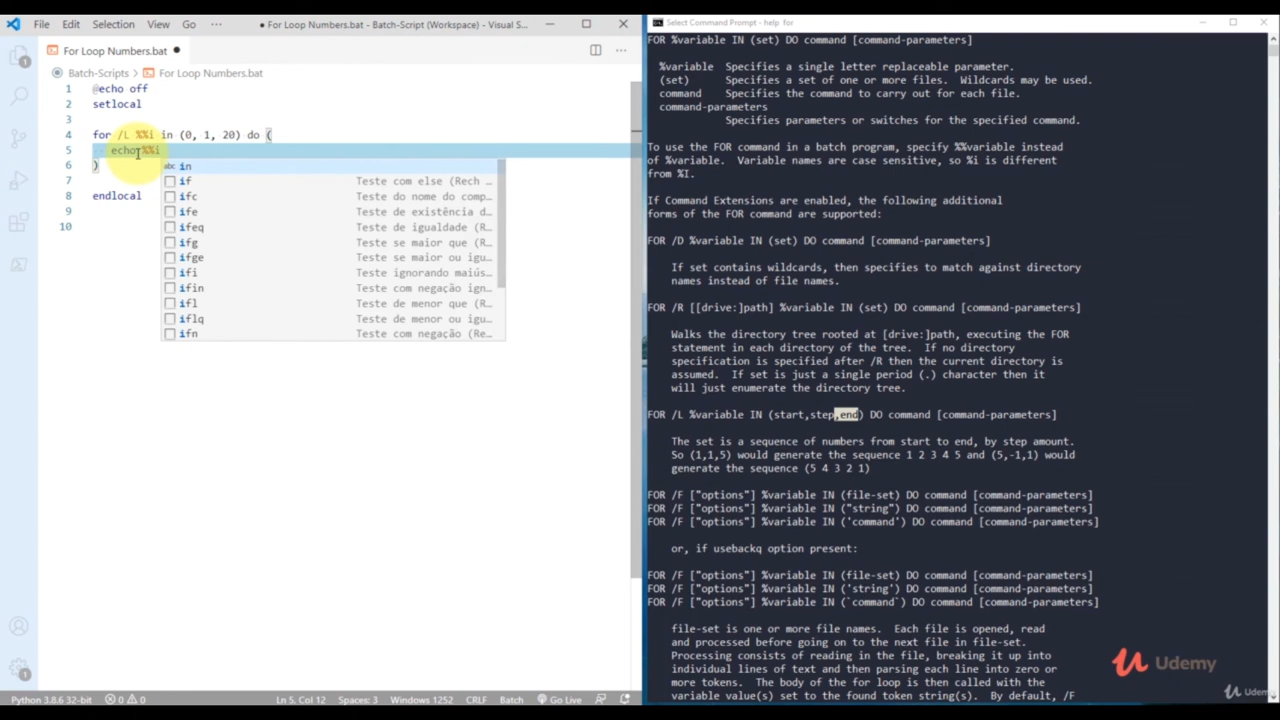 File Edit Selection View Go ··· ● For Loop Numbers.bat - Batch-Script (Workspace) - Visual S...
For Loop Numbers.bat ●
Batch-Scripts > For Loop Numbers.bat
1 @echo off
2 setlocal
3
4 for /L %%i in (0, 1, 20) do (
5 echo %%i
6 )
7
8 endlocal
9
10
abc in
if Teste com else (Rech ...
ifc Teste do nome do comp...
ife Teste de existência d...
ifeq Teste de igualdade (R...
ifg Teste se maior que (R...
ifge Teste se maior ou igu...
ifi Teste ignorando maiús...
ifin Teste com negação ign...
ifl Teste de menor que (R...
iflq Teste de menor ou igu...
ifn Teste com negação (Re...
Python 3.8.6 32-bit 0 0 Ln 5, Col 12 Spaces: 3 Windows 1252 CRLF Batch Go Live
Select Command Prompt - help for
FOR %variable IN (set) DO command [command-parameters]
%variable Specifies a single letter replaceable parameter.
(set) Specifies a set of one or more files. Wildcards may be used.
command Specifies the command to carry out for each file.
command-parameters
Specifies parameters or switches for the specified command.
To use the FOR command in a batch program, specify %%variable instead
of %variable. Variable names are case sensitive, so %i is different
from %I.
If Command Extensions are enabled, the following additional
forms of the FOR command are supported:
FOR /D %variable IN (set) DO command [command-parameters]
If set contains wildcards, then specifies to match against directory
names instead of file names.
FOR /R [[drive:]path] %variable IN (set) DO command [command-parameters]
Walks the directory tree rooted at [drive:]path, executing the FOR
statement in each directory of the tree. If no directory
specification is specified after /R then the current directory is
assumed. If set is just a single period (.) character then it
will just enumerate the directory tree.
FOR /L %variable IN (start,step,end) DO command [command-parameters]
The set is a sequence of numbers from start to end, by step amount.
So (1,1,5) would generate the sequence 1 2 3 4 5 and (5,-1,1) would
generate the sequence (5 4 3 2 1)
FOR /F ["options"] %variable IN (file-set) DO command [command-parameters]
FOR /F ["options"] %variable IN ("string") DO command [command-parameters]
FOR /F ["options"] %variable IN ('command') DO command [command-parameters]
or, if usebackq option present:
FOR /F ["options"] %variable IN (file-set) DO command [command-parameters]
FOR /F ["options"] %variable IN ('string') DO command [command-parameters]
FOR /F ["options"] %variable IN (`command`) DO command [command-parameters]
file-set is one or more file names. Each file is opened, read
and processed before going on to the next file in file-set.
Processing consists of reading in the file, breaking it up into
individual lines of text and then parsing each line into zero or
more tokens. The body of the for loop is then called with the
variable value(s) set to the found token string(s). By default, /F
Udemy
Udemy